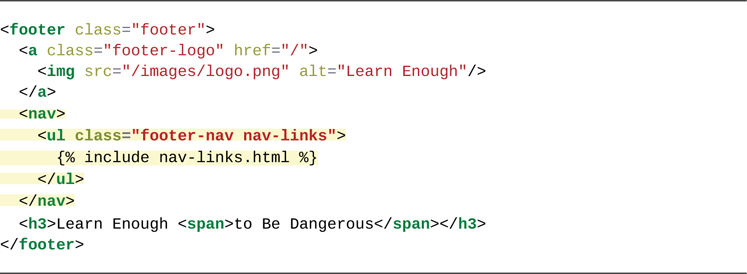 <footer class="footer">
  <a class="footer-logo" href="/">
    <img src="/images/logo.png" alt="Learn Enough"/>
  </a>
  <nav>
    <ul class="footer-nav nav-links">
      {% include nav-links.html %}
    </ul>
  </nav>
  <h3>Learn Enough <span>to Be Dangerous</span></h3>
</footer>